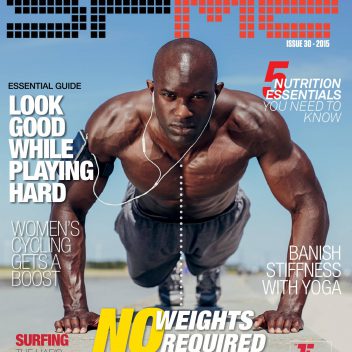 ISSUE 30 - 2015
ESSENTIAL GUIDE
LOOK
GOOD
WHILE
PLAYING
HARD
5 NUTRITION
ESSENTIALS
YOU NEED TO
KNOW
WOMEN'S
CYCLING
GETS A
BOOST
BANISH
STIFFNESS
WITH YOGA
NO WEIGHTS
REQUIRED
SURFING